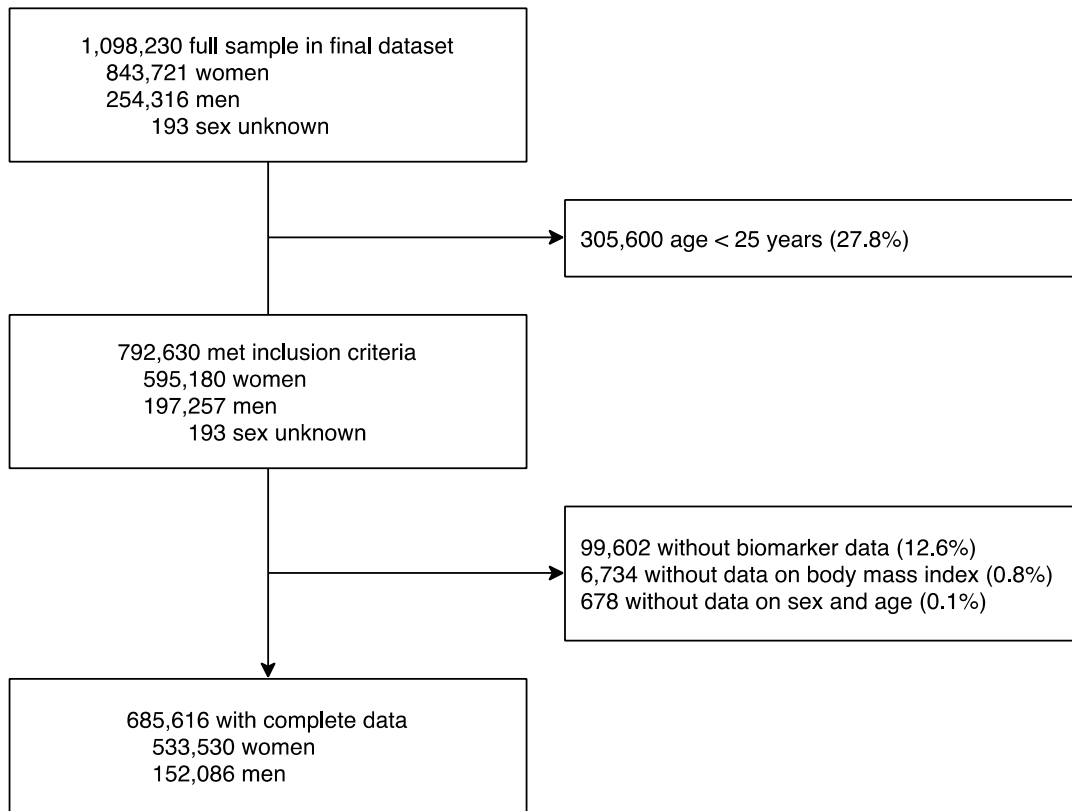 1,098,230 full sample in final dataset
843,721 women
254,316 men
193 sex unknown
305,600 age < 25 years (27.8%)
792,630 met inclusion criteria
595,180 women
197,257 men
193 sex unknown
99,602 without biomarker data (12.6%)
6,734 without data on body mass index (0.8%)
678 without data on sex and age (0.1%)
685,616 with complete data
533,530 women
152,086 men